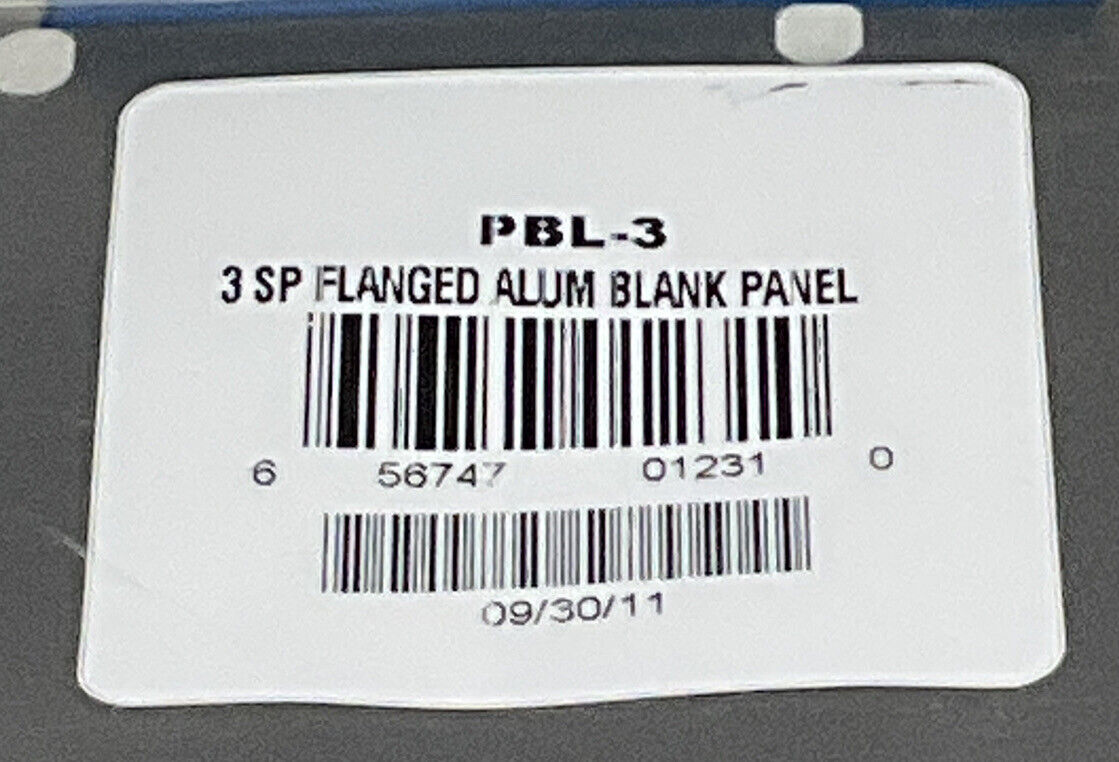 PBL-3
3 SP FLANGED ALUM BLANK PANEL
6 56747 01231 0
09/30/11